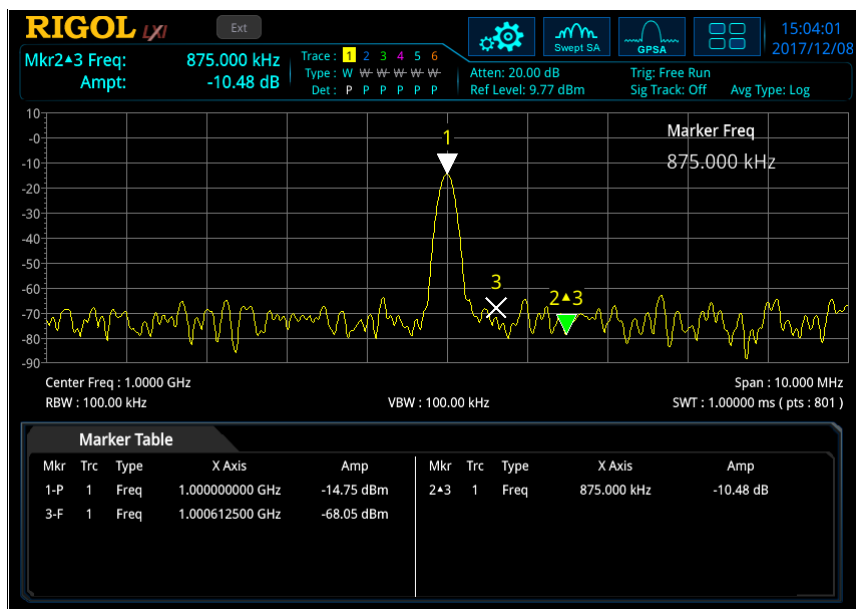 RIGOL LXI Ext Swept SA GPSA 15:04:01
2017/12/08
Mkr2▲3 Freq: 875.000 kHz
Ampt: -10.48 dB
Trace: 1 2 3 4 5 6
Type: W W W W W W
Det: P P P P P P
Atten: 20.00 dB Trig: Free Run
Ref Level: 9.77 dBm Sig Track: Off Avg Type: Log
10
-0
-10
-20
-30
-40
-50
-60
-70
-80
-90
1
3
2▲3
Marker Freq
875.000 kHz
Center Freq : 1.0000 GHz Span : 10.000 MHz
RBW : 100.00 kHz VBW : 100.00 kHz SWT : 1.00000 ms ( pts : 801 )
Marker Table
Mkr Trc Type X Axis Amp Mkr Trc Type X Axis Amp
1-P 1 Freq 1.000000000 GHz -14.75 dBm 2▲3 1 Freq 875.000 kHz -10.48 dB
3-F 1 Freq 1.000612500 GHz -68.05 dBm